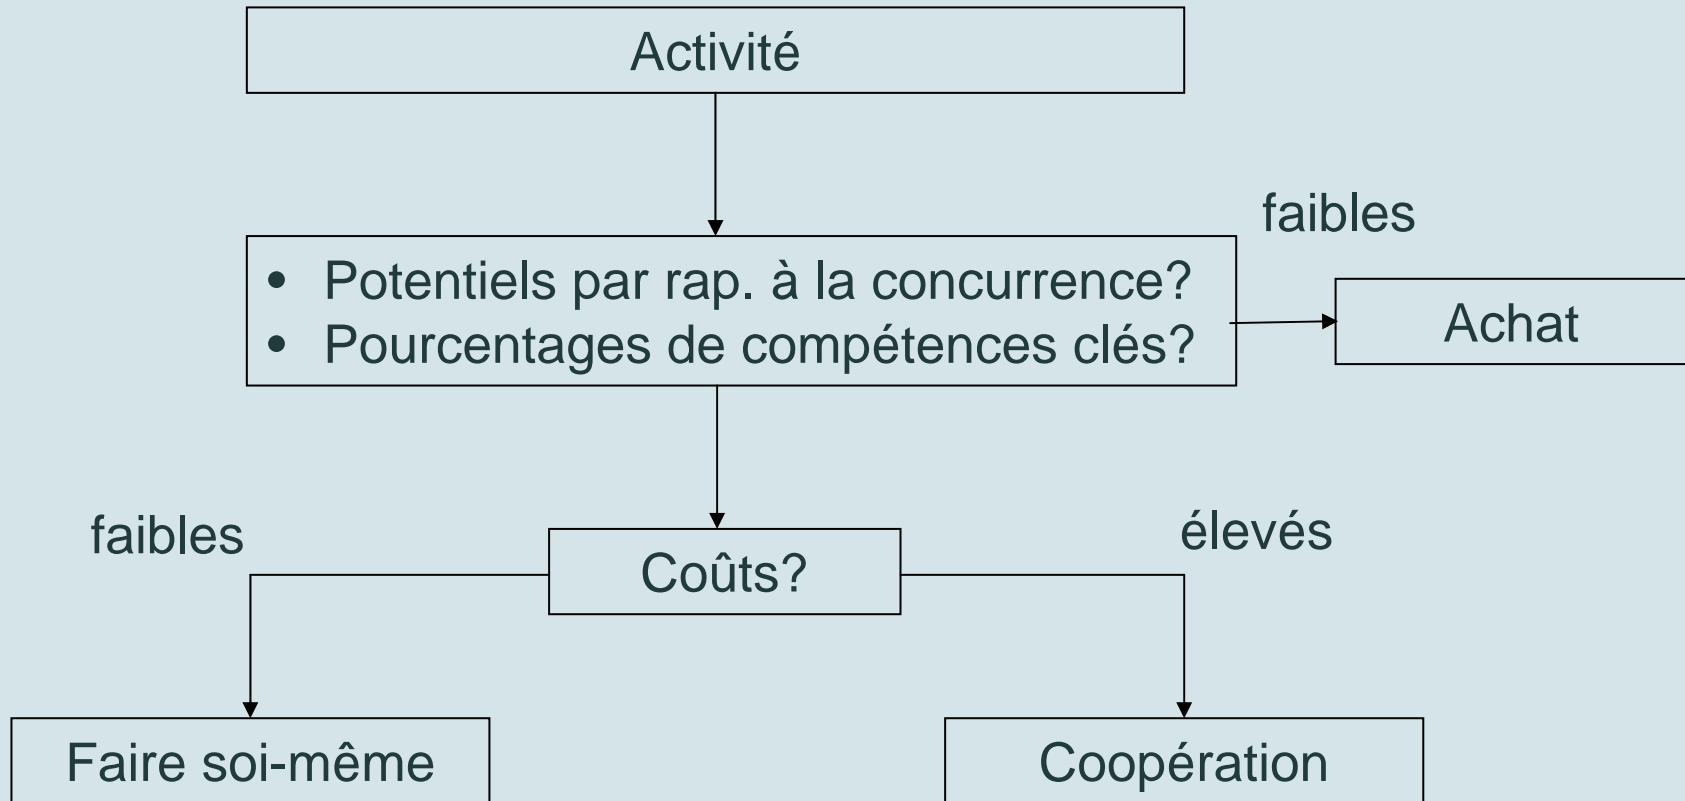 Activité
faibles
• Potentiels par rap. à la concurrence?
• Pourcentages de compétences clés?
Achat
faibles
élevés
Coûts?
Faire soi-même
Coopération